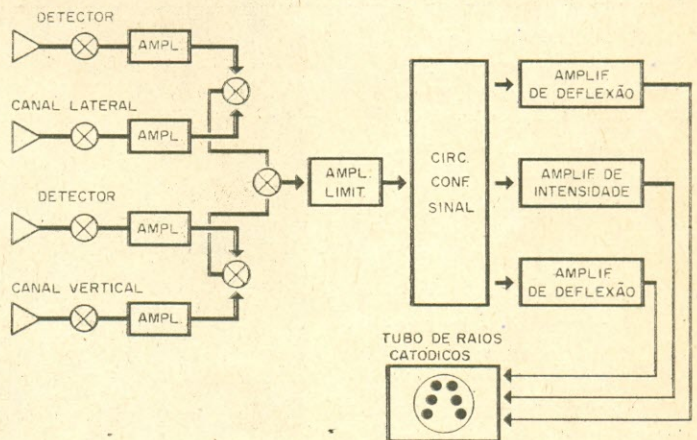 DETECTOR
AMPL.
CANAL LATERAL
AMPL.
DETECTOR
AMPL.
CANAL VERTICAL
AMPL.
AMPL.
LIMIT.
CIRC.
CONF.
SINAL
AMPLIF.
DE DEFLEXÃO
AMPLIF. DE
INTENSIDADE
AMPLIF.
DE DEFLEXÃO
TUBO DE RAIOS
CATÓDICOS